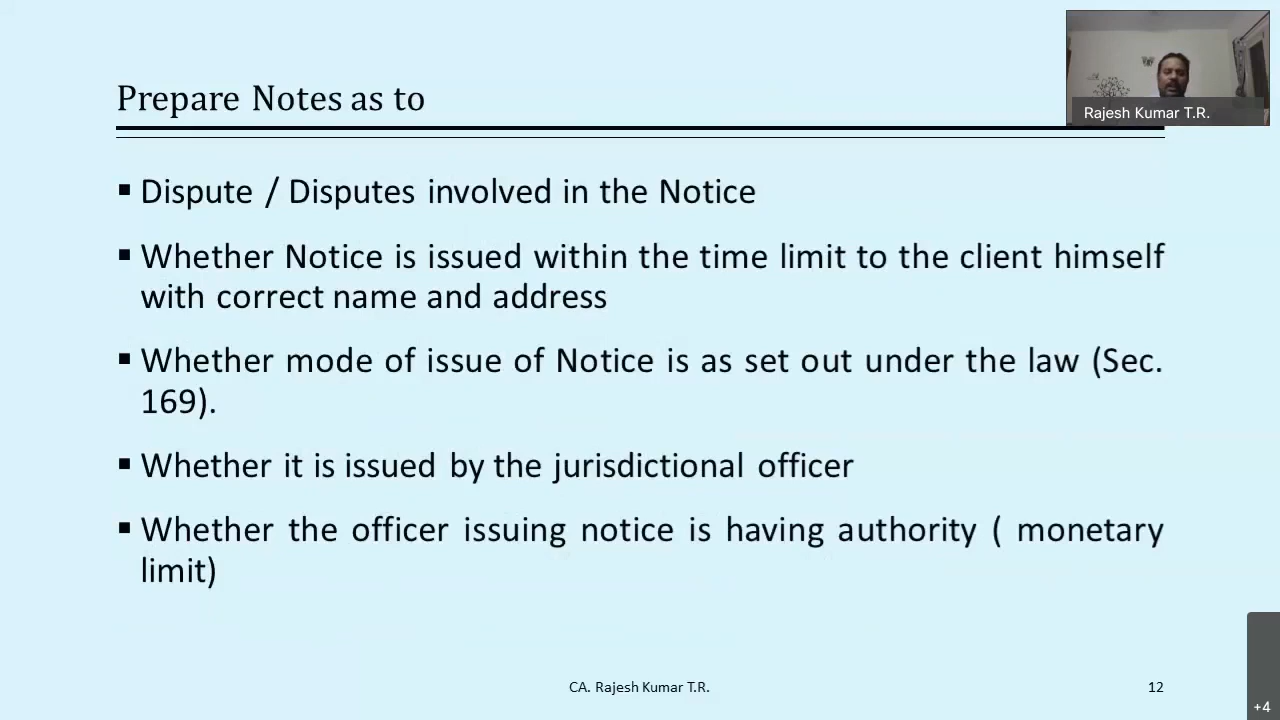 Prepare Notes as to
Rajesh Kumar T.R.
▪ Dispute / Disputes involved in the Notice
▪ Whether Notice is issued within the time limit to the client himself
with correct name and address
▪ Whether mode of issue of Notice is as set out under the law (Sec.
169).
▪ Whether it is issued by the jurisdictional officer
▪ Whether the officer issuing notice is having authority ( monetary
limit)
CA. Rajesh Kumar T.R.
12
+4